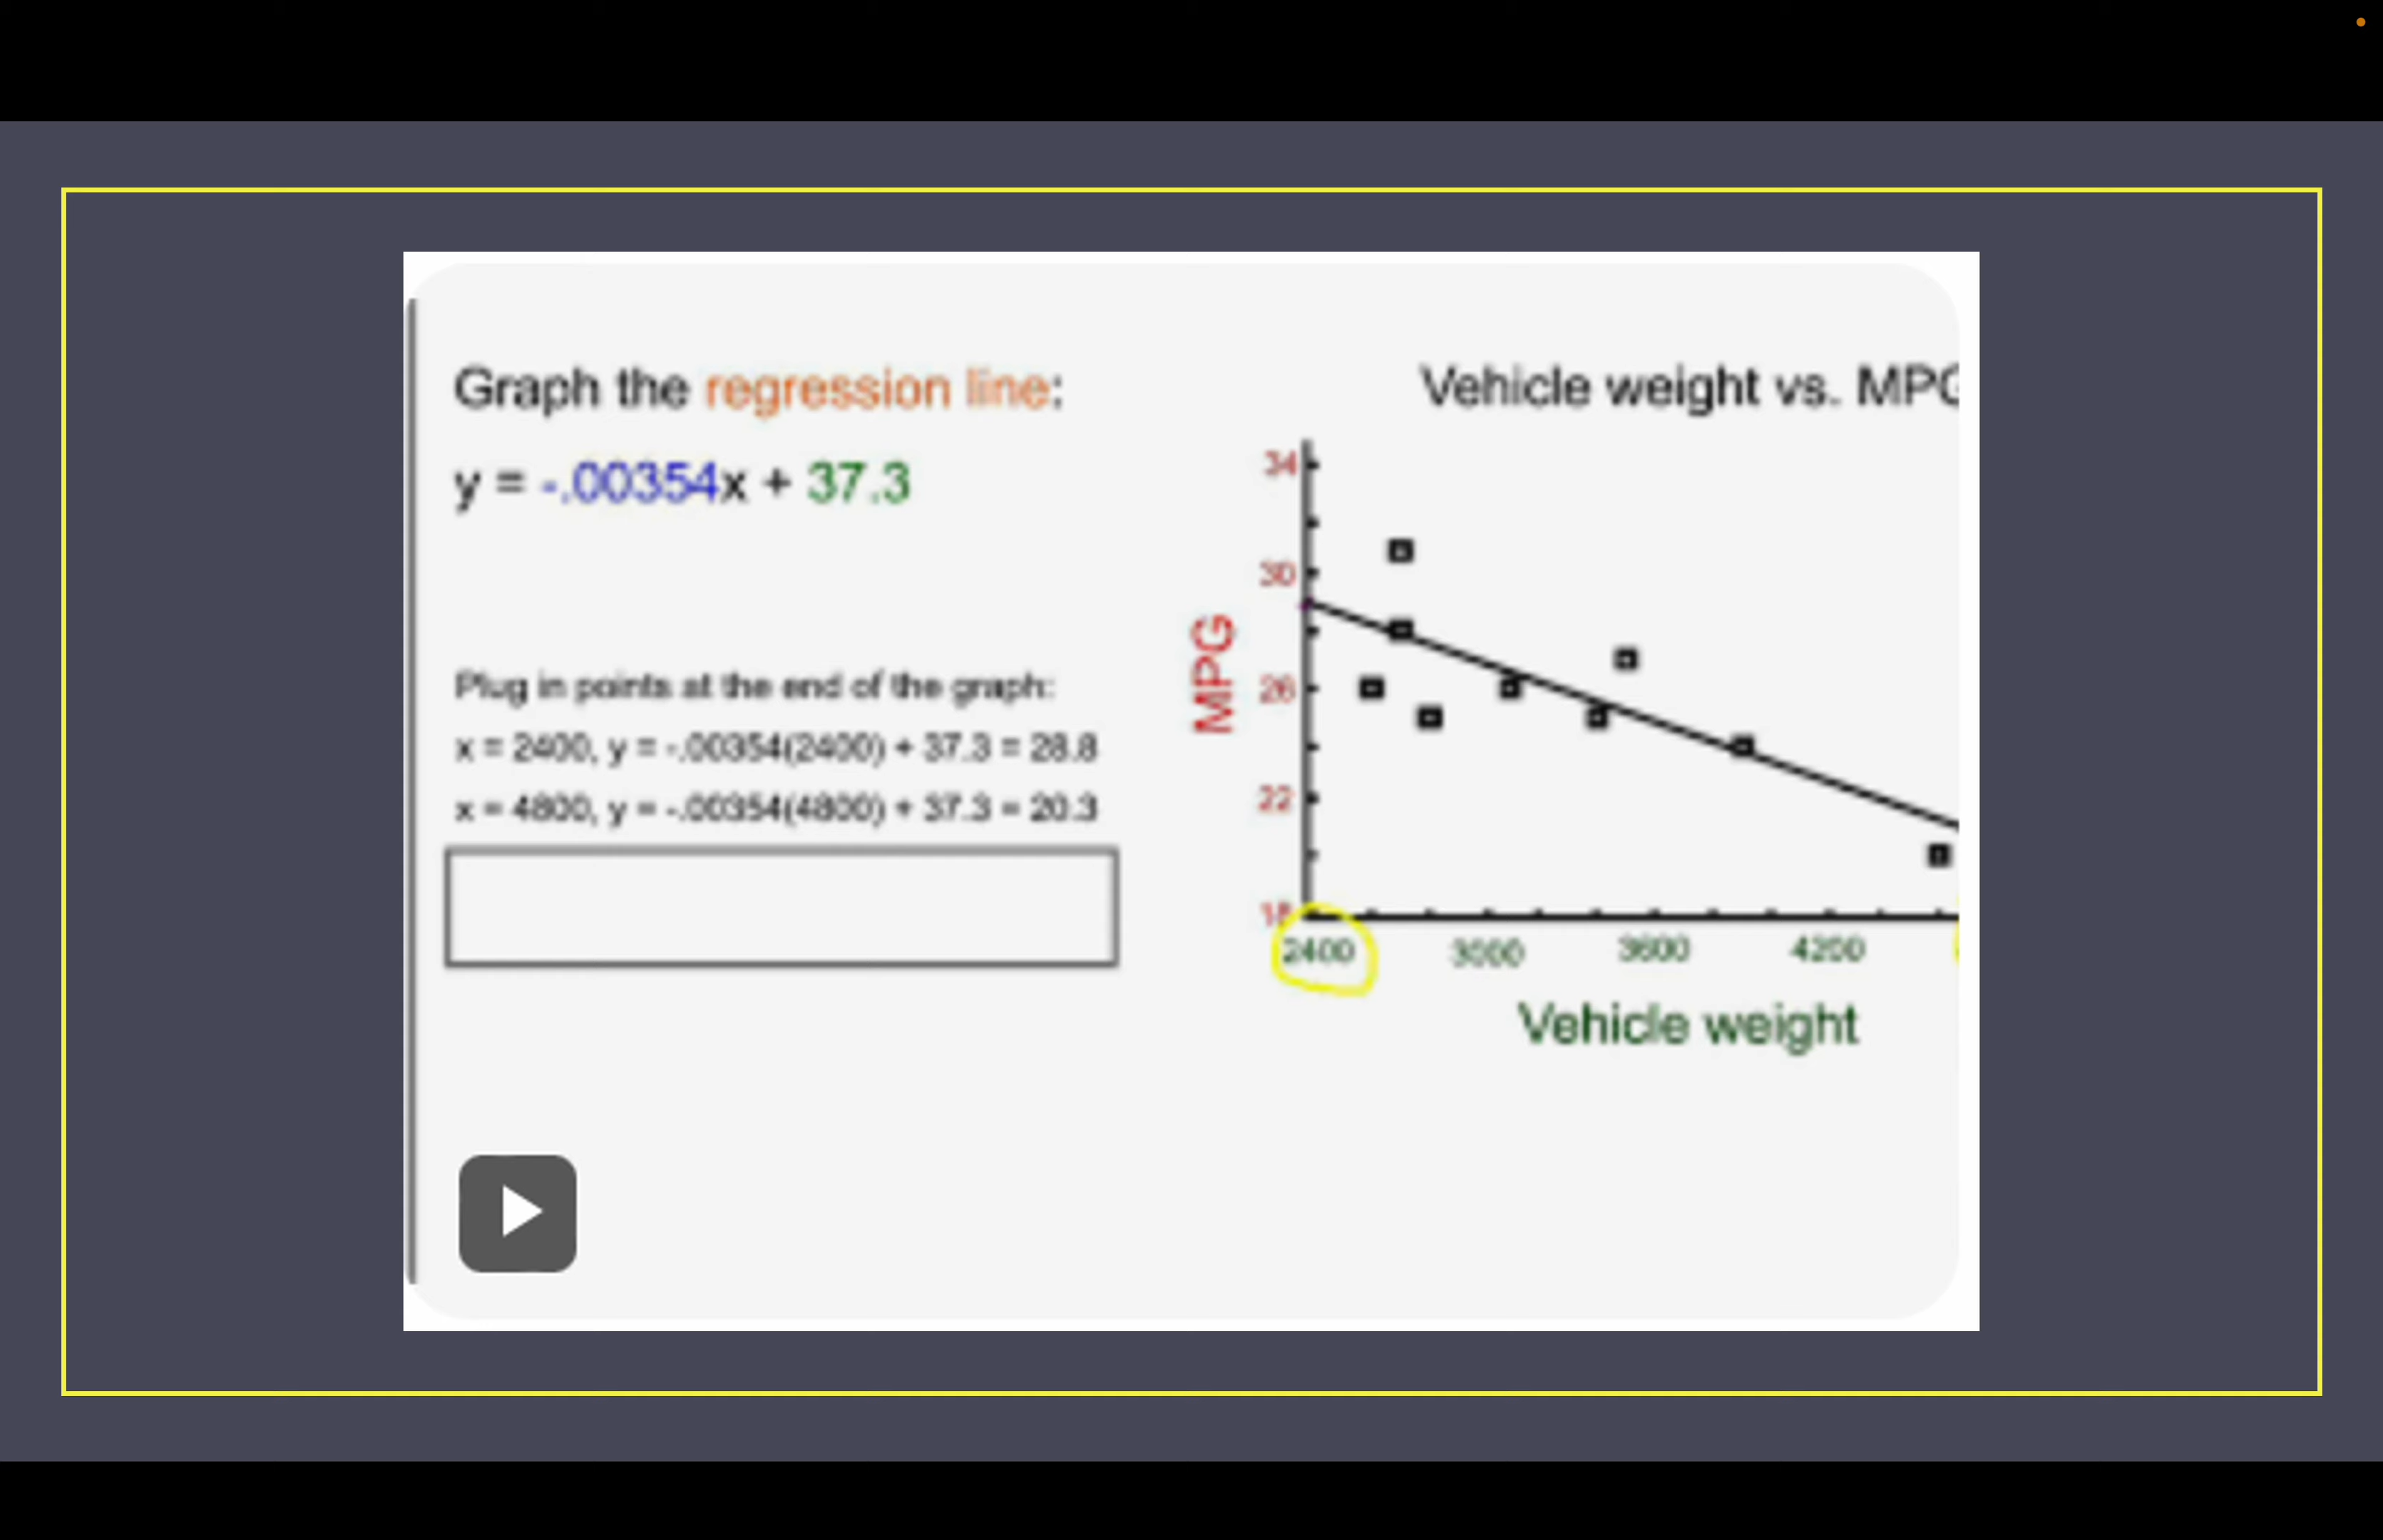 Graph the regression line:
y = -.00354x + 37.3
Plug in points at the end of the graph:
x = 2400, y = -.00354(2400) + 37.3 = 28.8
x = 4800, y = -.00354(4800) + 37.3 = 20.3
Vehicle weight vs. MPG
34
30
26
22
18
MPG
2400 3000 3600 4200
Vehicle weight